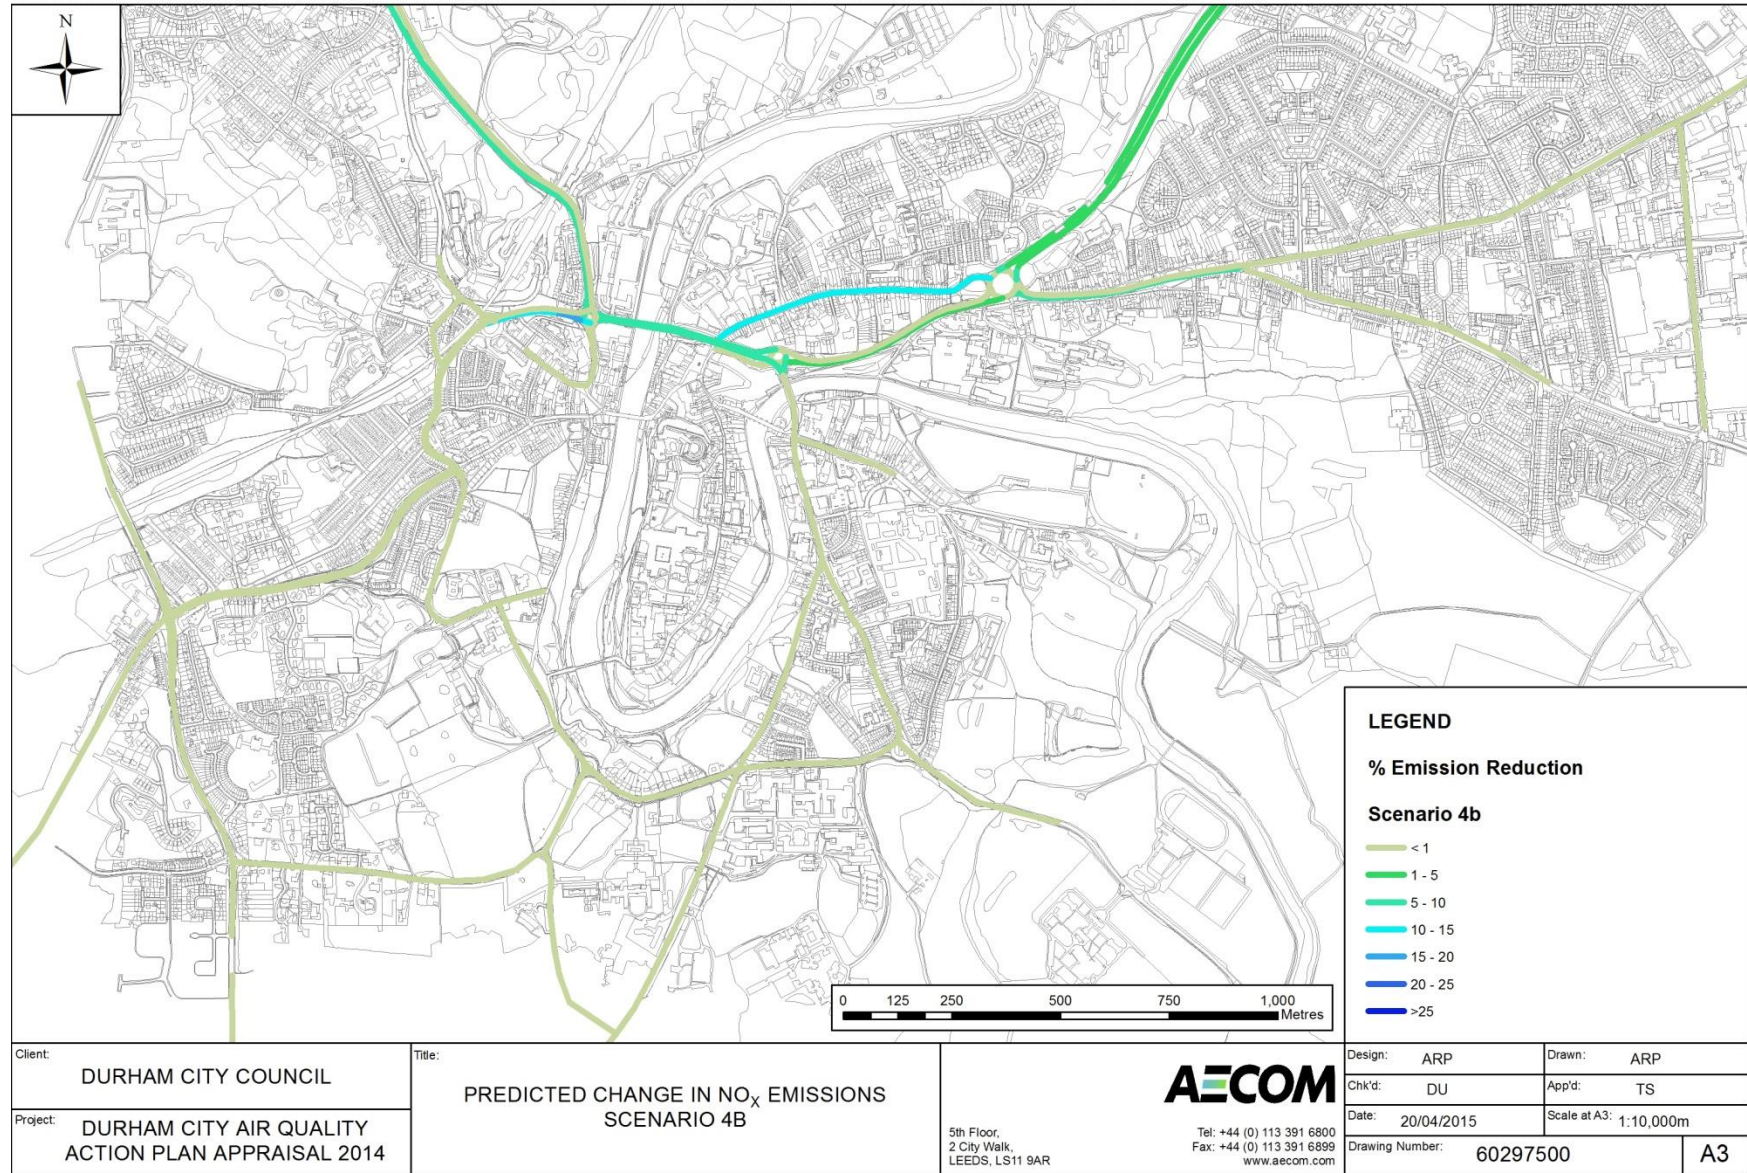 N
LEGEND
% Emission Reduction
Scenario 4b
< 1
1 - 5
5 - 10
10 - 15
15 - 20
20 - 25
>25
0 125 250 500 750 1,000
Metres
Client:
DURHAM CITY COUNCIL
Project:
DURHAM CITY AIR QUALITY
ACTION PLAN APPRAISAL 2014
Title:
PREDICTED CHANGE IN NOX EMISSIONS
SCENARIO 4B
AECOM
5th Floor,
2 City Walk,
LEEDS, LS11 9AR
Tel: +44 (0) 113 391 6800
Fax: +44 (0) 113 391 6899
www.aecom.com
Design: ARP
Drawn: ARP
Chk'd: DU
App'd: TS
Date: 20/04/2015
Scale at A3: 1:10,000m
Drawing Number: 60297500
A3